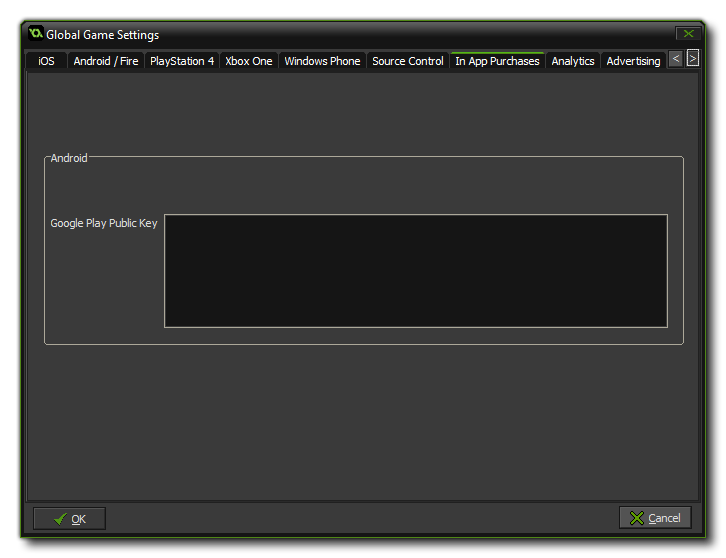 Global Game Settings
iOS Android / Fire PlayStation 4 Xbox One Windows Phone Source Control In App Purchases Analytics Advertising < >
Android
Google Play Public Key
OK Cancel